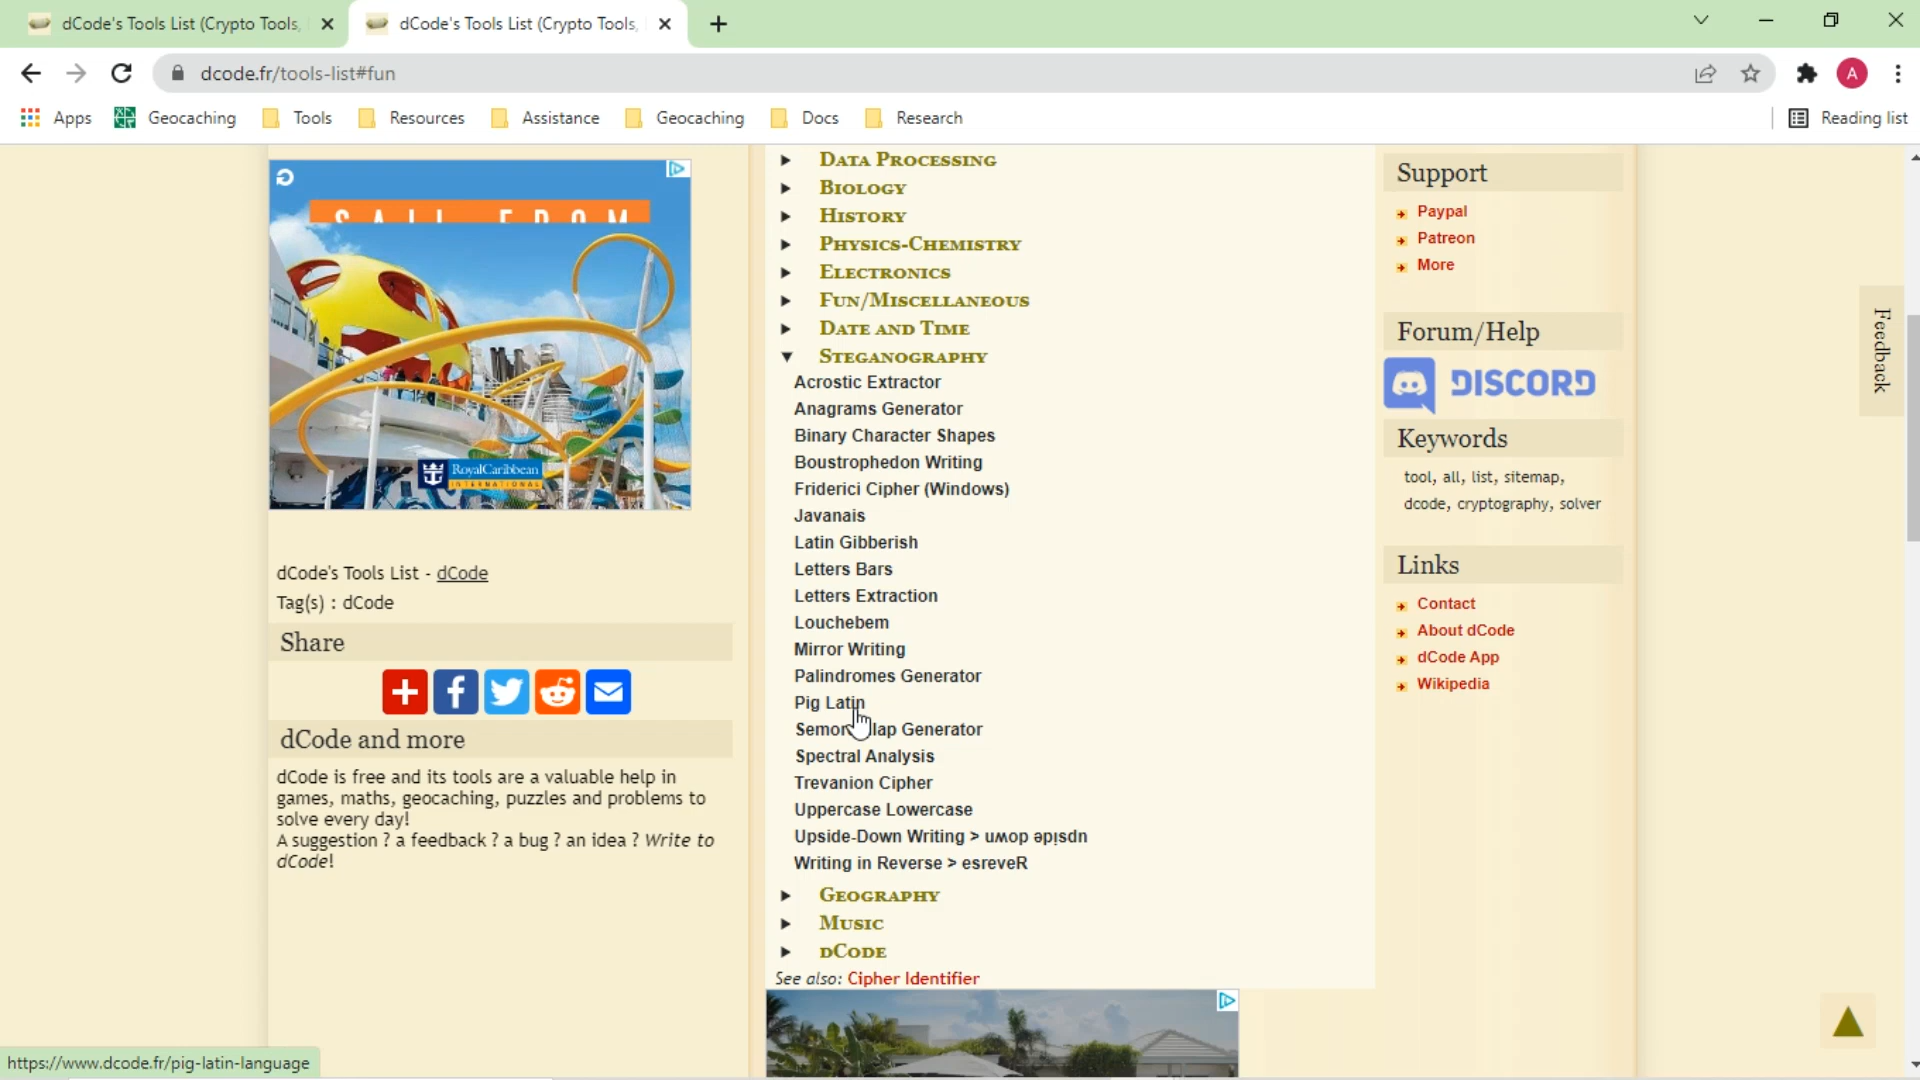 dCode's Tools List (Crypto Tools,
dCode's Tools List (Crypto Tools,
dcode.fr/tools-list#fun
A
Apps
Geocaching
Tools
Resources
Assistance
Geocaching
Docs
Research
Reading list
SAIL FROM
RoyalCaribbean
INTERNATIONAL
dCode's Tools List - dCode
Tag(s) : dCode
Share
dCode and more
dCode is free and its tools are a valuable help in
games, maths, geocaching, puzzles and problems to
solve every day!
A suggestion ? a feedback ? a bug ? an idea ? Write to
dCode!
Data Processing
Biology
History
Physics-Chemistry
Electronics
Fun/Miscellaneous
Date and Time
Steganography
Acrostic Extractor
Anagrams Generator
Binary Character Shapes
Boustrophedon Writing
Friderici Cipher (Windows)
Javanais
Latin Gibberish
Letters Bars
Letters Extraction
Louchebem
Mirror Writing
Palindromes Generator
Pig Latin
Generator
Spectral Analysis
Trevanion Cipher
Uppercase Lowercase
Upside-Down Writing > uʍop ǝpᴉsdn
Writing in Reverse > esreveR
Geography
Music
dCode
See also: Cipher Identifier
Support
Paypal
Patreon
More
Forum/Help
DISCORD
Keywords
tool, all, list, sitemap,
dcode, cryptography, solver
Links
Contact
About dCode
dCode App
Wikipedia
Feedback
https://www.dcode.fr/pig-latin-language